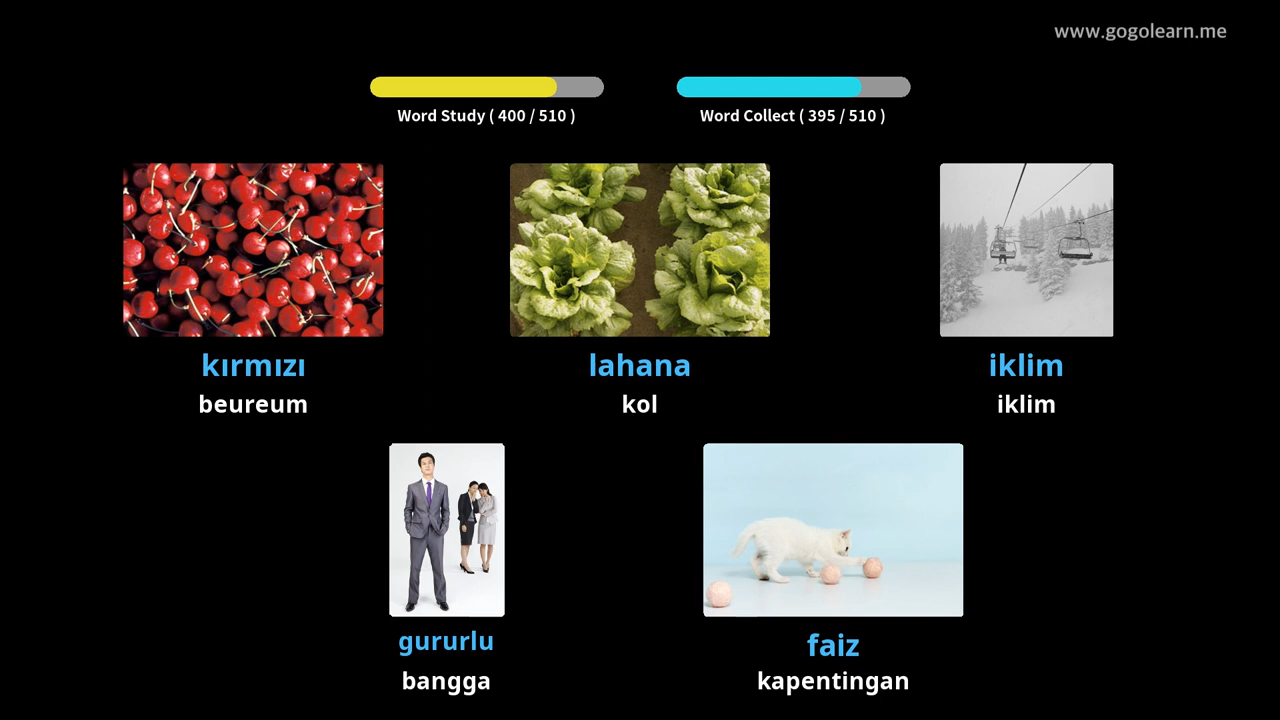 www.gogolearn.me
Word Study ( 400 / 510 )
Word Collect ( 395 / 510 )
kırmızı
beureum
lahana
kol
iklim
iklim
gururlu
bangga
faiz
kapentingan